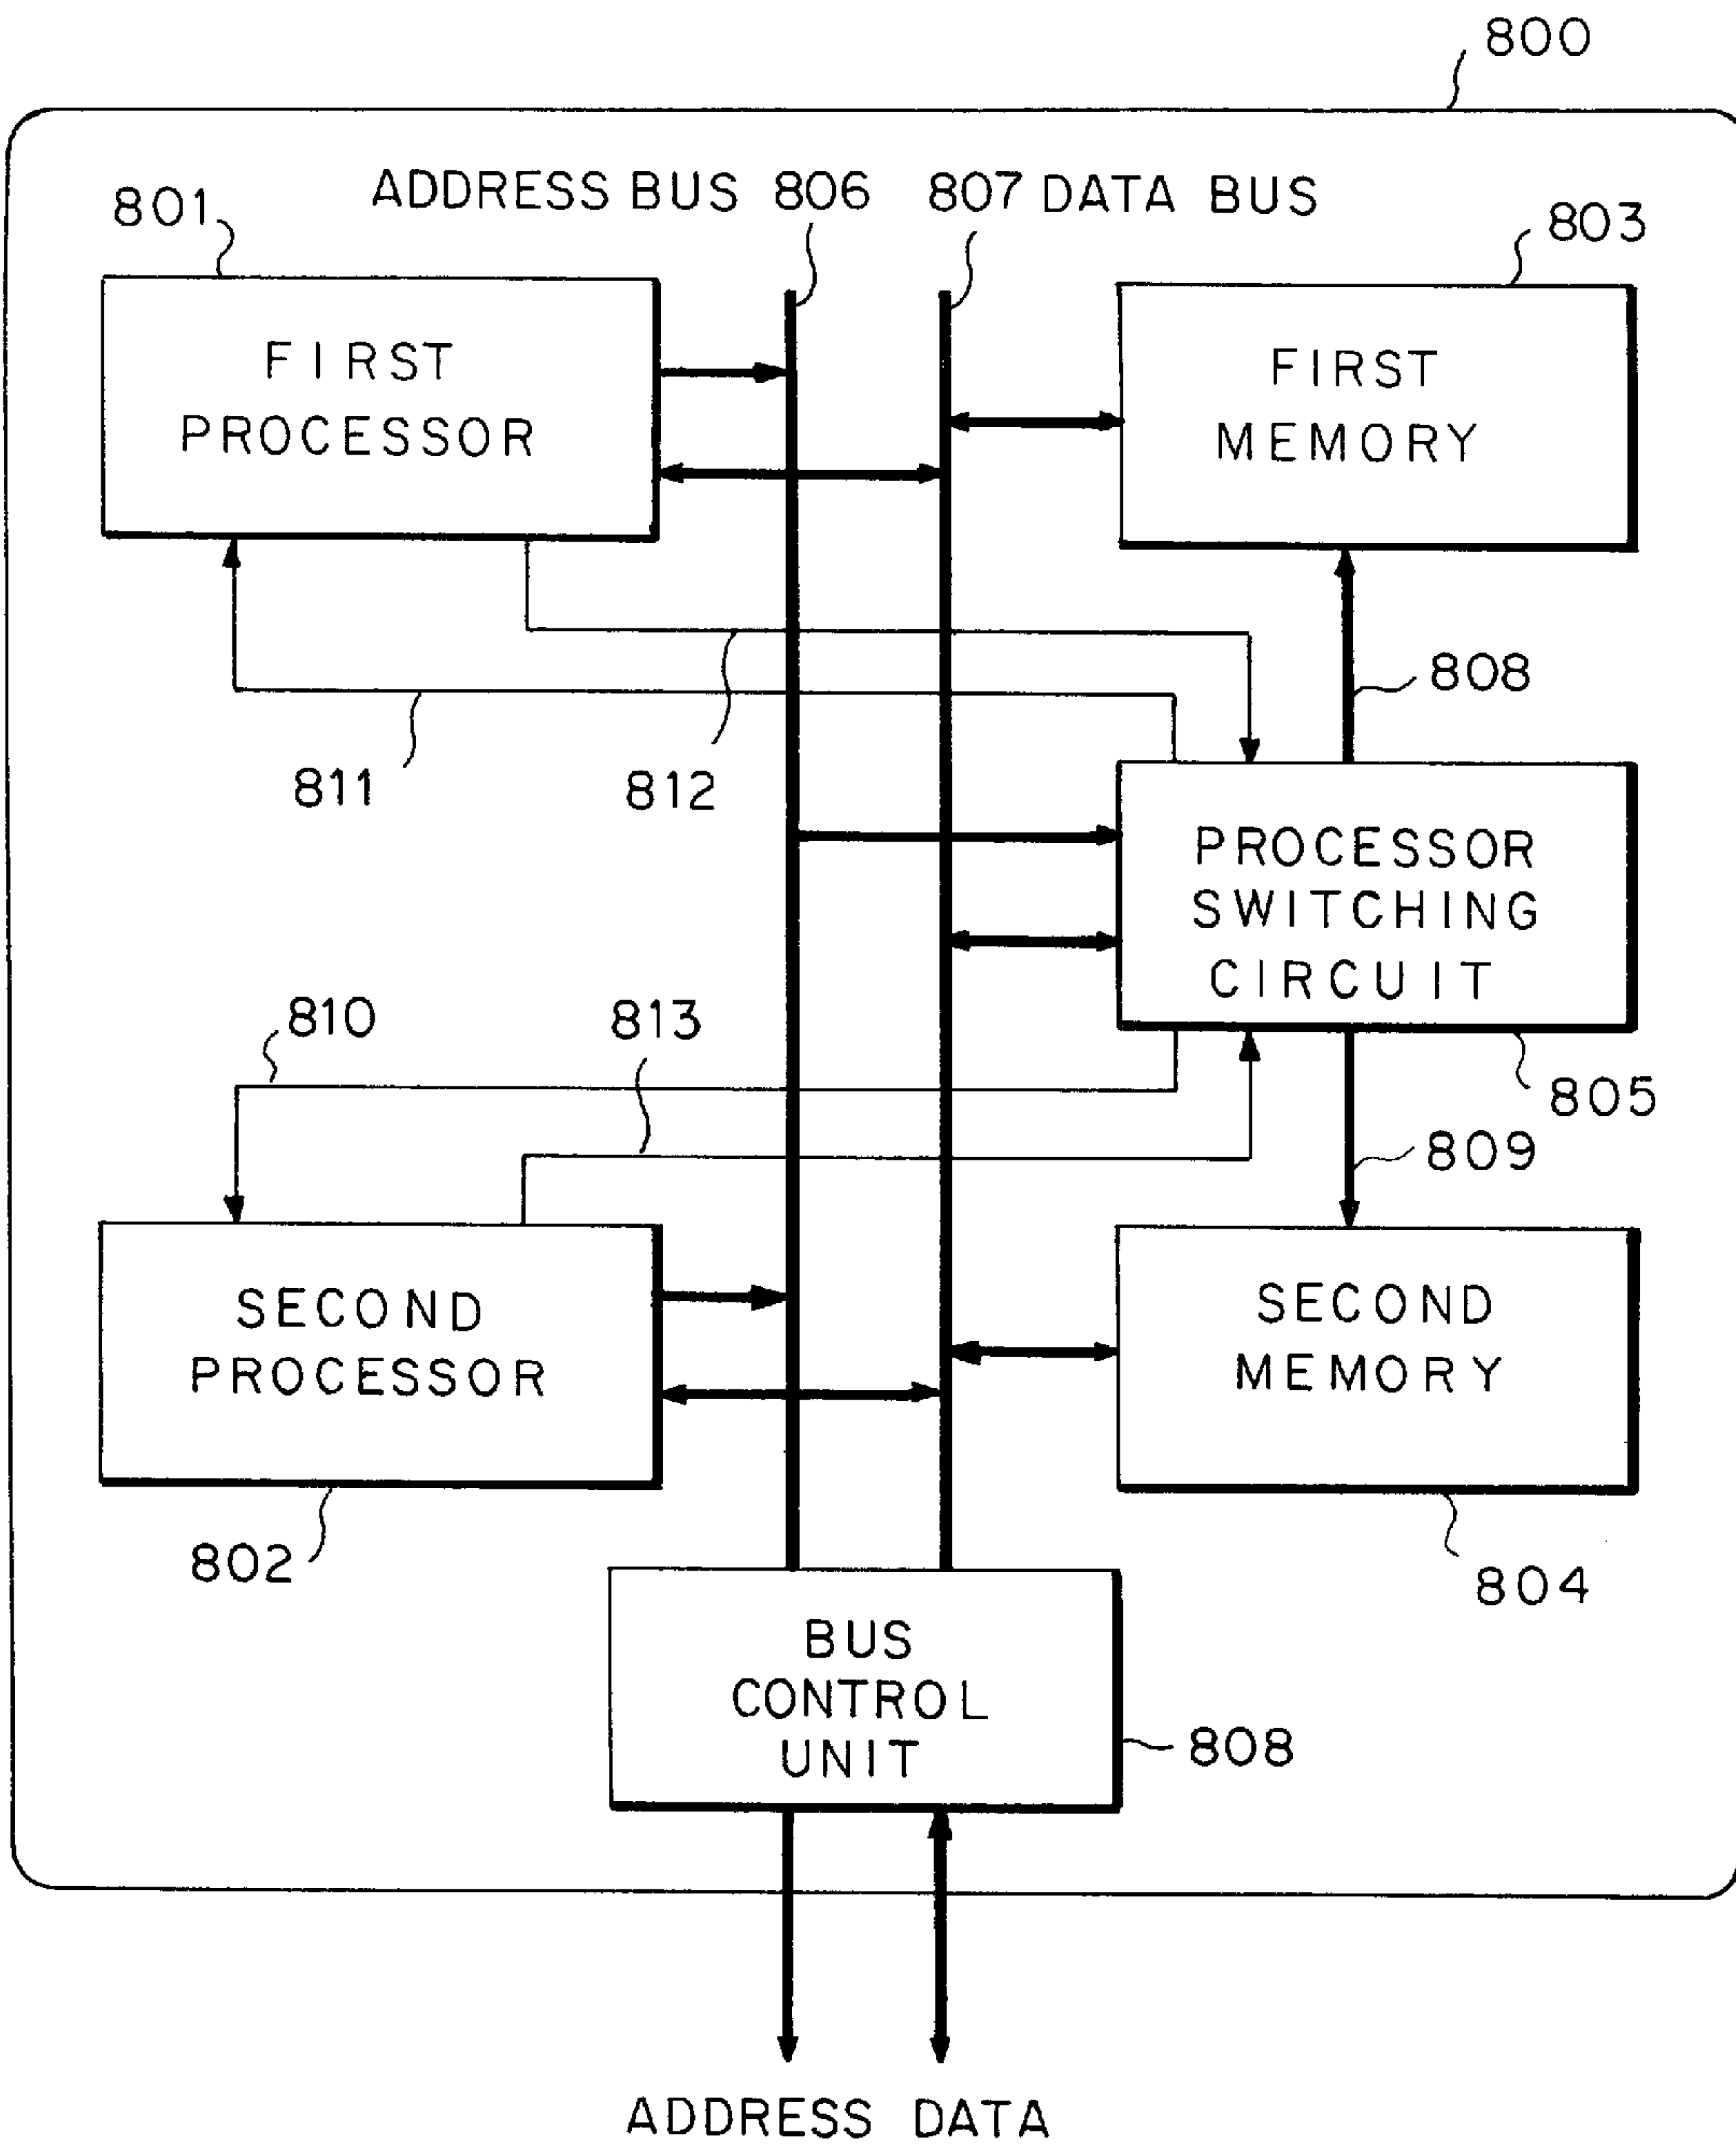 800
ADDRESS BUS 806
807 DATA BUS
801
803
FIRST
PROCESSOR
FIRST
MEMORY
808
811
812
PROCESSOR
SWITCHING
CIRCUIT
810
813
805
809
SECOND
PROCESSOR
SECOND
MEMORY
802
804
BUS
CONTROL
UNIT
808
ADDRESS DATA